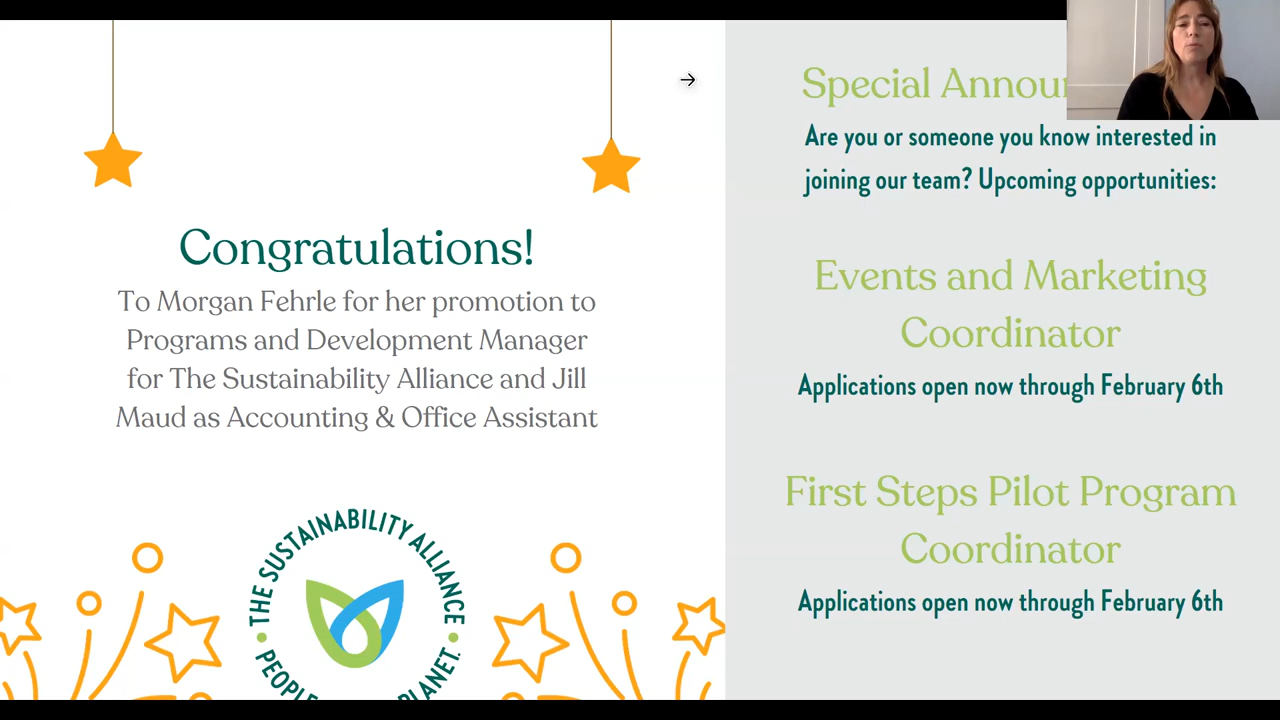 Congratulations!
To Morgan Fehrle for her promotion to
Programs and Development Manager
for The Sustainability Alliance and Jill
Maud as Accounting & Office Assistant
THE SUSTAINABILITY ALLIANCE
PLANET.
Special
Are you or someone you know interested in
joining our team? Upcoming opportunities:
Events and Marketing
Coordinator
Applications open now through February 6th
First Steps Pilot Program
Coordinator
Applications open now through February 6th